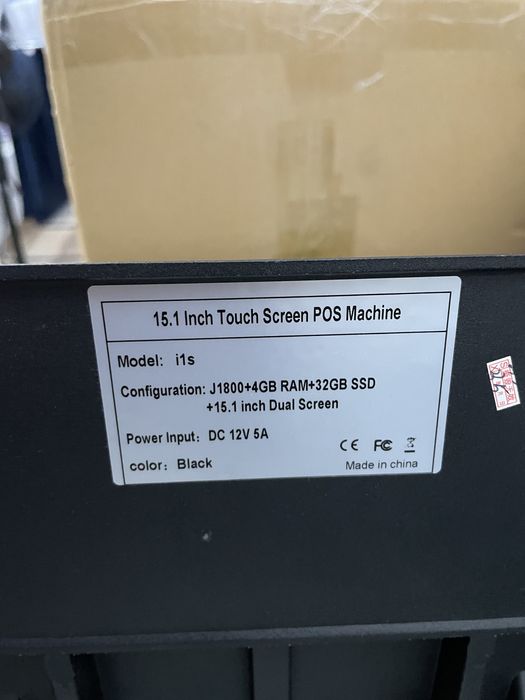 15.1 Inch Touch Screen POS Machine
Model: i1s
Configuration: J1800+4GB RAM+32GB SSD
+15.1 inch Dual Screen
Power Input: DC 12V 5A
color: Black
CE FC
Made in china